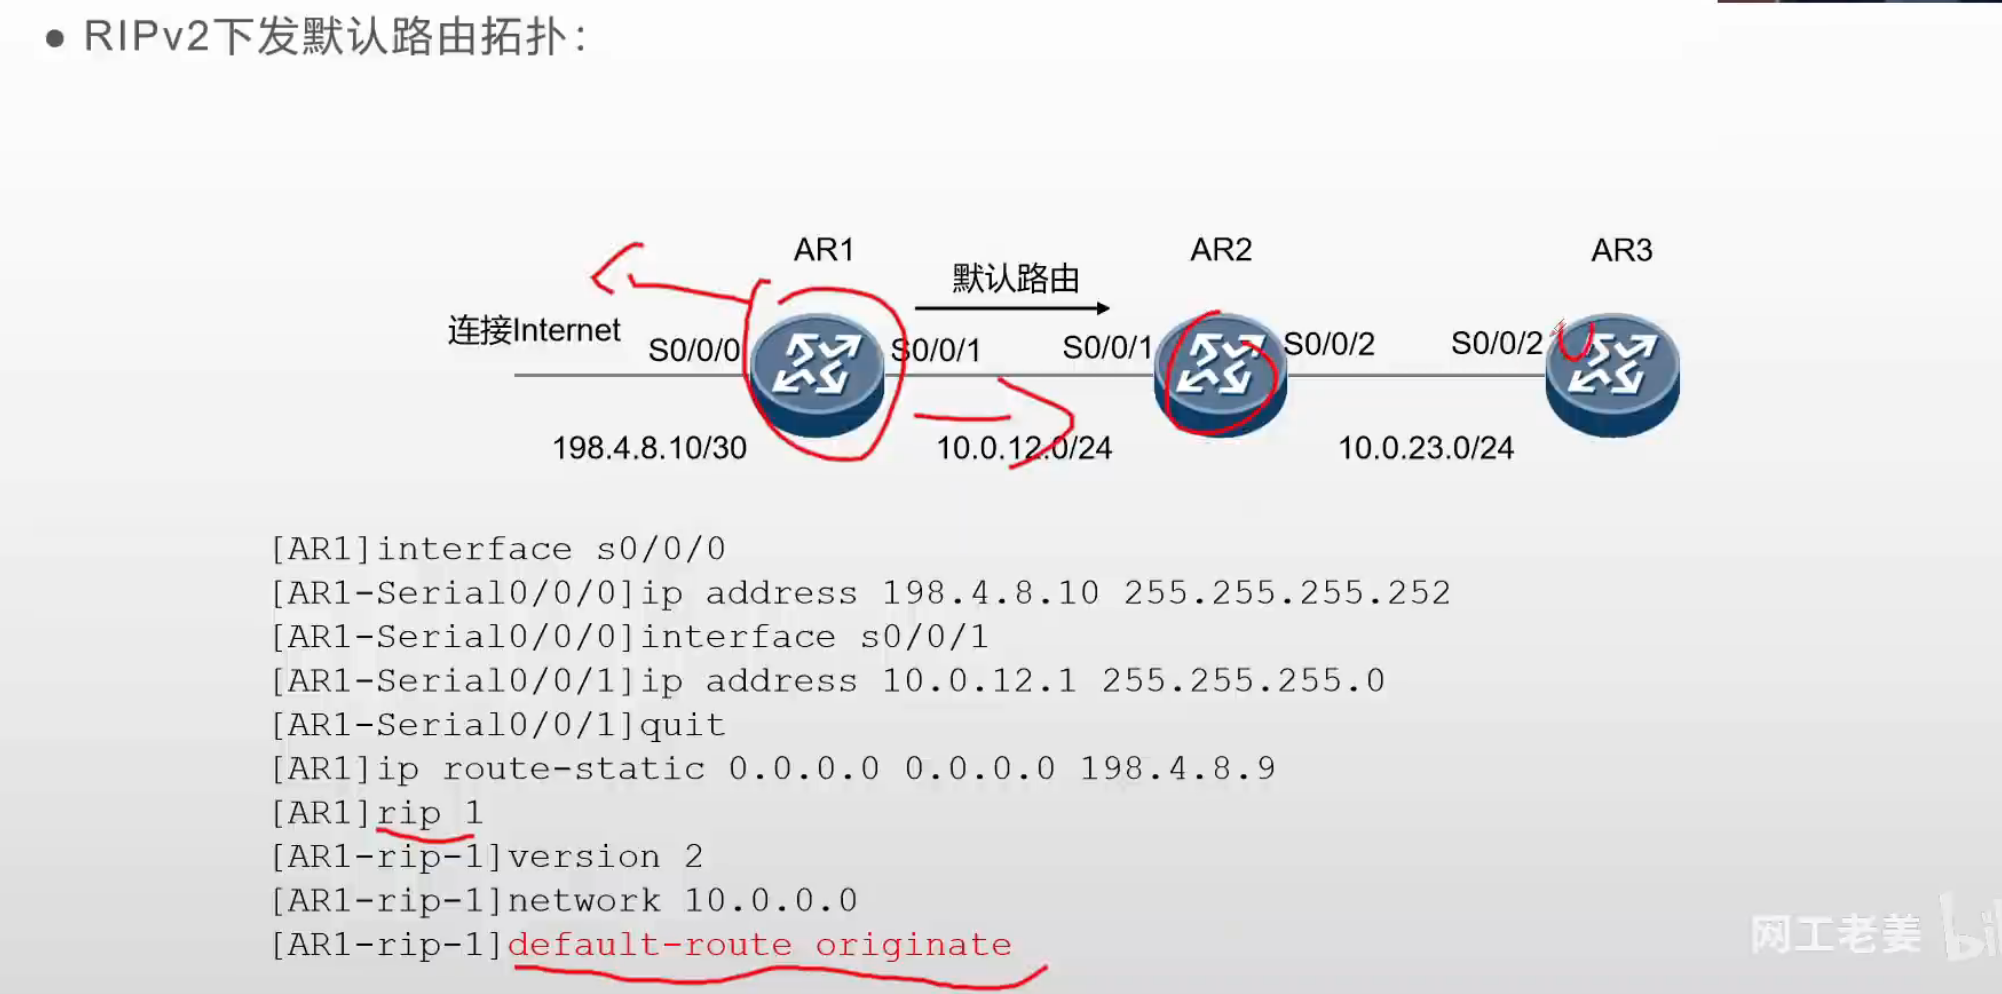 ● RIPv2下发默认路由拓扑：
AR1
AR2
AR3
默认路由
连接Internet
S0/0/0
S0/0/1
S0/0/1
S0/0/2
S0/0/2
198.4.8.10/30
10.0.12.0/24
10.0.23.0/24
[AR1]interface s0/0/0
[AR1-Serial0/0/0]ip address 198.4.8.10 255.255.255.252
[AR1-Serial0/0/0]interface s0/0/1
[AR1-Serial0/0/1]ip address 10.0.12.1 255.255.255.0
[AR1-Serial0/0/1]quit
[AR1]ip route-static 0.0.0.0 0.0.0.0 198.4.8.9
[AR1]rip 1
[AR1-rip-1]version 2
[AR1-rip-1]network 10.0.0.0
[AR1-rip-1]default-route originate
网工老姜 bili